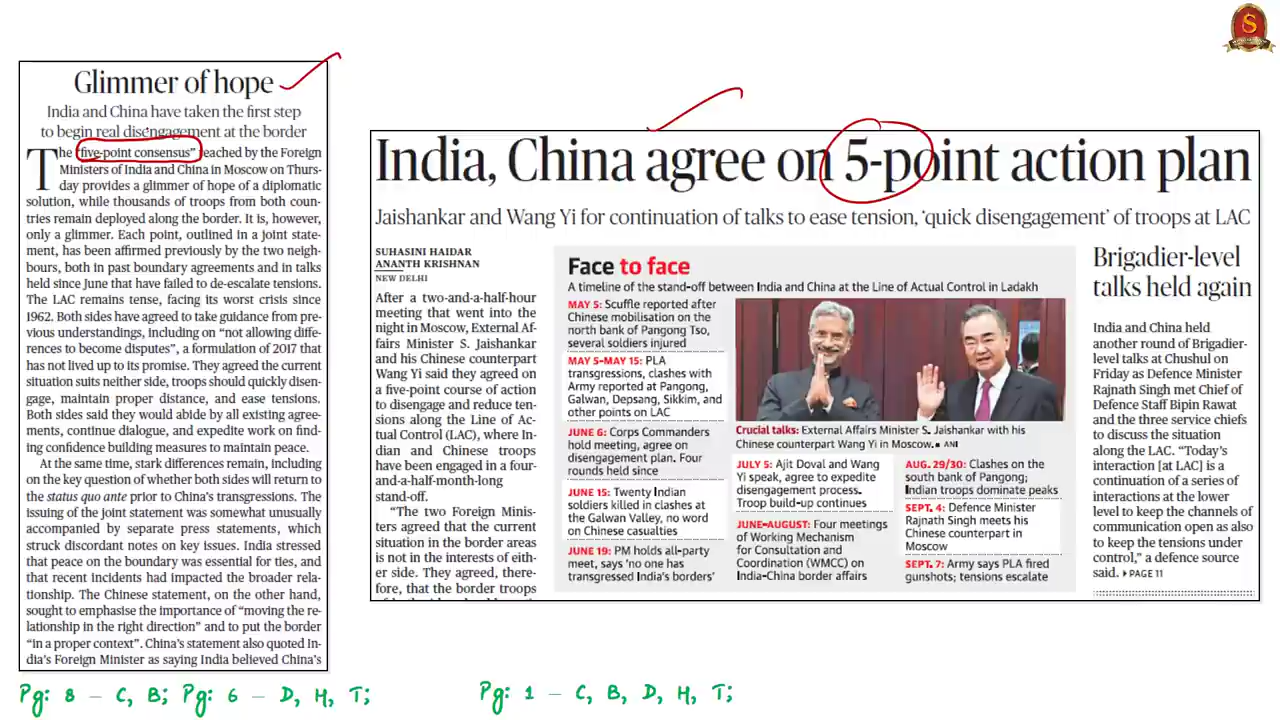 Glimmer of hope
India and China have taken the first step
to begin real disengagement at the border
The "five-point consensus" reached by the Foreign
Ministers of India and China in Moscow on Thurs-
day provides a glimmer of hope of a diplomatic
solution, while thousands of troops from both coun-
tries remain deployed along the border. It is, however,
only a glimmer. Each point, outlined in a joint state-
ment, has been affirmed previously by the two neigh-
bours, both in past boundary agreements and in talks
held since June that have failed to de-escalate tensions.
The LAC remains tense, facing its worst crisis since
1962. Both sides have agreed to take guidance from pre-
vious understandings, including on "not allowing diffe-
rences to become disputes", a formulation of 2017 that
has not lived up to its promise. They agreed the current
situation suits neither side, troops should quickly disen-
gage, maintain proper distance, and ease tensions.
Both sides said they would abide by all existing agree-
ments, continue dialogue, and expedite work on find-
ing confidence building measures to maintain peace.
At the same time, stark differences remain, including
on the key question of whether both sides will return to
the status quo ante prior to China's transgressions. The
issuing of the joint statement was somewhat unusually
accompanied by separate press statements, which
struck discordant notes on key issues. India stressed
that peace on the boundary was essential for ties, and
that recent incidents had impacted the broader rela-
tionship. The Chinese statement, on the other hand,
sought to emphasise the importance of "moving the re-
lationship in the right direction" and to put the border
"in a proper context". China's statement also quoted In-
dia's Foreign Minister as saying India believed China's
Pg: 8 – C, B; Pg: 6 – D, H, T;
India, China agree on 5-point action plan
Jaishankar and Wang Yi for continuation of talks to ease tension, 'quick disengagement' of troops at LAC
SUHASINI HAIDAR
ANANTH KRISHNAN
NEW DELHI
After a two-and-a-half-hour
meeting that went into the
night in Moscow, External Af-
fairs Minister S. Jaishankar
and his Chinese counterpart
Wang Yi said they agreed on
a five-point course of action
to disengage and reduce ten-
sions along the Line of Ac-
tual Control (LAC), where In-
dian and Chinese troops
have been engaged in a four-
and-a-half-month-long
stand-off.
"The two Foreign Minis-
ters agreed that the current
situation in the border areas
is not in the interests of eith-
er side. They agreed, there-
fore, that the border troops
Face to face
A timeline of the stand-off between India and China at the Line of Actual Control in Ladakh
MAY 5: Scuffle reported after
Chinese mobilisation on the
north bank of Pangong Tso,
several soldiers injured
MAY 5-MAY 15: PLA
transgressions, clashes with
Army reported at Pangong,
Galwan, Depsang, Sikkim, and
other points on LAC
JUNE 6: Corps Commanders
hold meeting, agree on
disengagement plan. Four
rounds held since
JUNE 15: Twenty Indian
soldiers killed in clashes at
the Galwan Valley, no word
on Chinese casualties
JUNE 19: PM holds all-party
meet, says 'no one has
transgressed India's borders'
Crucial talks: External Affairs Minister S. Jaishankar with his
Chinese counterpart Wang Yi in Moscow. ■ ANI
JULY 5: Ajit Doval and Wang
Yi speak, agree to expedite
disengagement process.
Troop build-up continues
JUNE-AUGUST: Four meetings
of Working Mechanism
for Consultation and
Coordination (WMCC) on
India-China border affairs
AUG. 29/30: Clashes on the
south bank of Pangong;
Indian troops dominate peaks
SEPT. 4: Defence Minister
Rajnath Singh meets his
Chinese counterpart in
Moscow
SEPT. 7: Army says PLA fired
gunshots; tensions escalate
Brigadier-level
talks held again
India and China held
another round of Brigadier-
level talks at Chushul on
Friday as Defence Minister
Rajnath Singh met Chief of
Defence Staff Bipin Rawat
and the three service chiefs
to discuss the situation
along the LAC. "Today's
interaction [at LAC] is a
continuation of a series of
interactions at the lower
level to keep the channels of
communication open as also
to keep the tensions under
control," a defence source
said. ▶ PAGE 11
Pg: 1 – C, B, D, H, T;
S